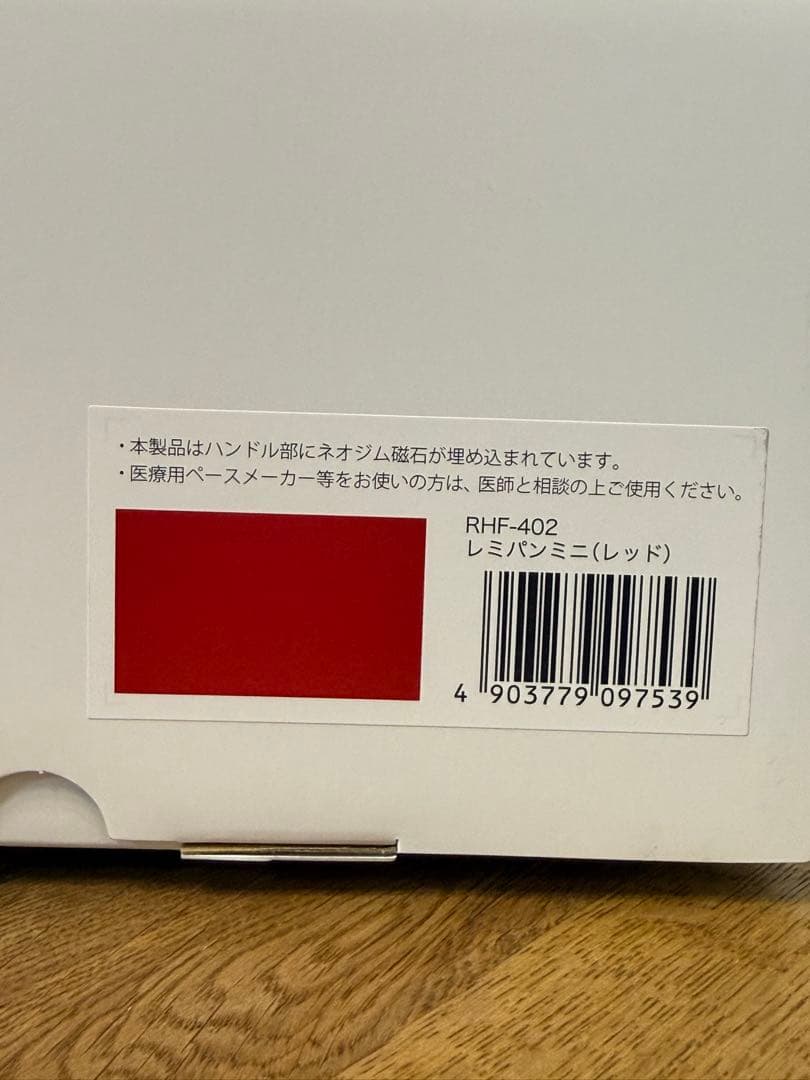 ・本製品はハンドル部にネオジム磁石が埋め込まれています。
・医療用ペースメーカー等をお使いの方は、医師と相談の上ご使用ください。
RHF-402
レミパンミニ(レッド)
4 903779 097539